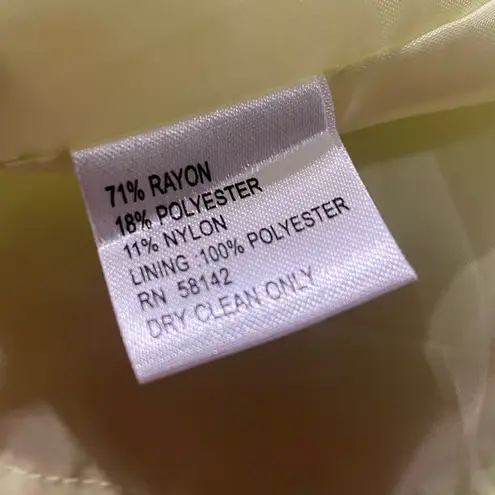 71% RAYON
18% POLYESTER
11% NYLON
LINING 100% POLYESTER
RN 58142
DRY CLEAN ONLY